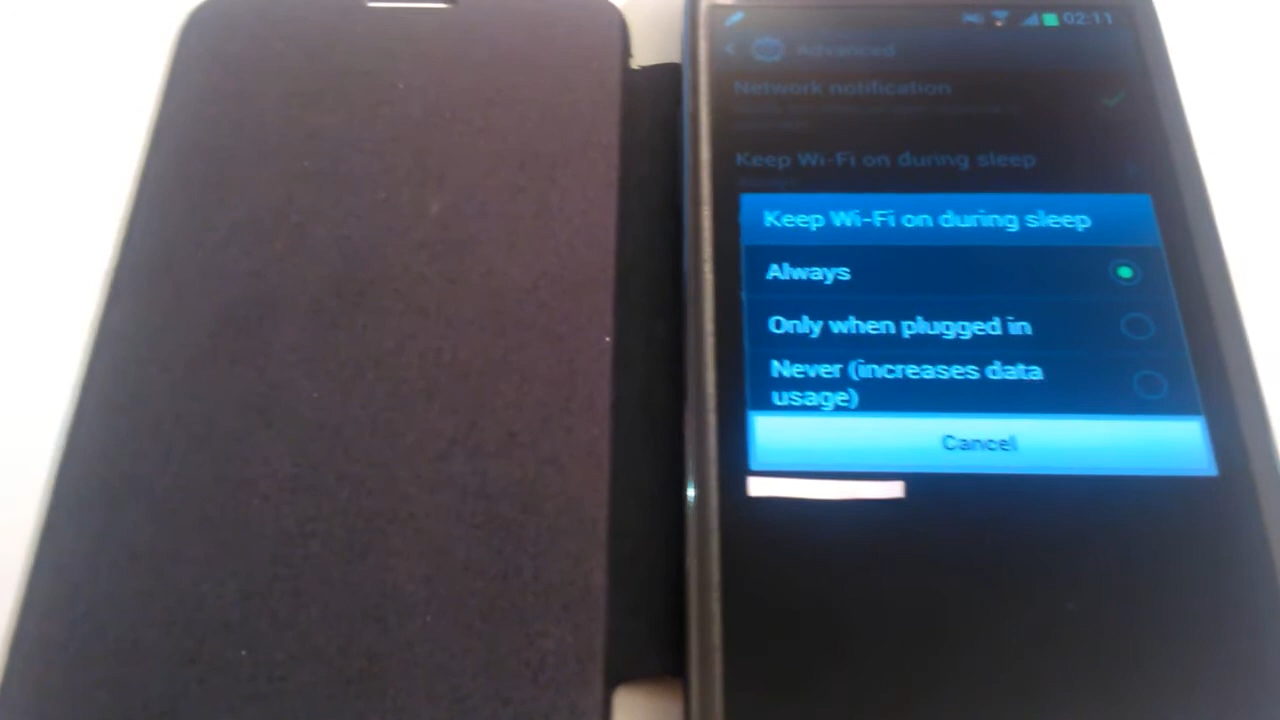 02:11
Advanced
Network notification
Keep Wi-Fi on during sleep
Keep Wi-Fi on during sleep
Always
Only when plugged in
Never (increases data
usage)
Cancel